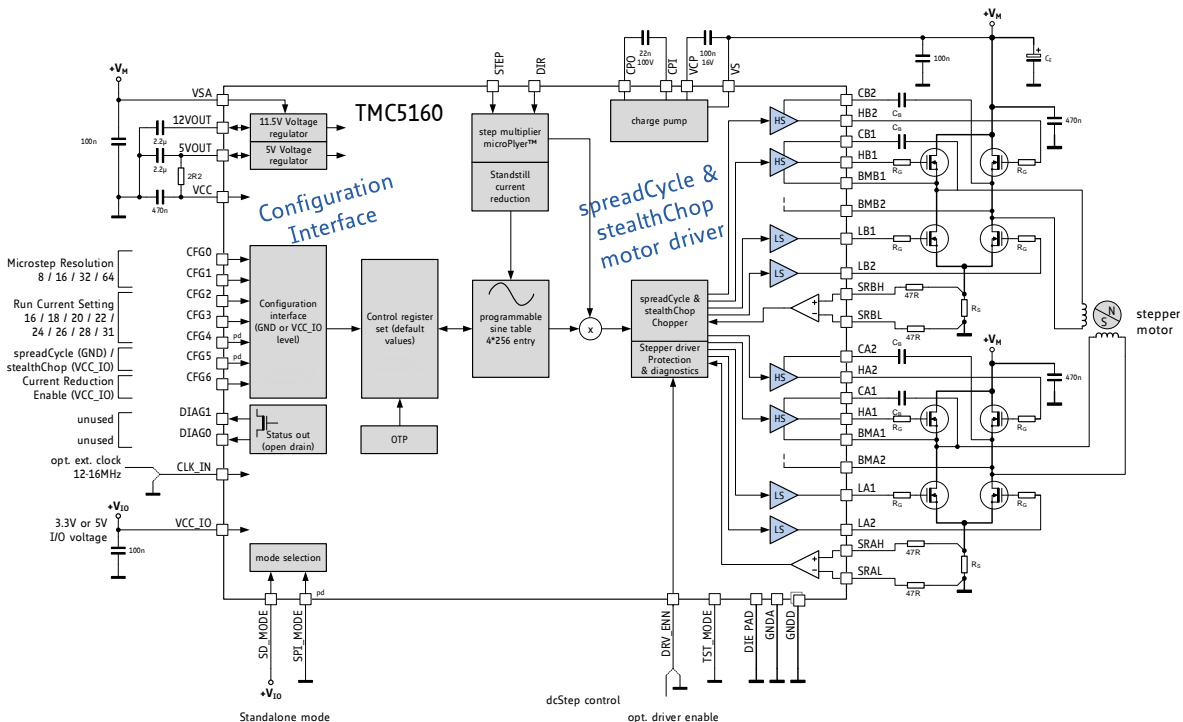 +VM
22n
100V
100n
16V
100n
CE
+VM
STEP
DIR
CPO
CPI
VCP
VS
VSA
TMC5160
CB2
12VOUT
11.5V Voltage
regulator
charge pump
HS
CB
HB2
470n
100n
2.2µ
step multiplier
microPlyer™
CB1
CB
5VOUT
5V Voltage
regulator
2.2µ
2R2
HS
HB1
RG
RG
Standstill
current
reduction
BMB1
VCC
470n
Configuration
Interface
spreadCycle &
stealthChop
motor driver
BMB2
LS
LB1
RG
RG
LS
LB2
Microstep Resolution
8 / 16 / 32 / 64
CFG0
CFG1
Run Current Setting
16 / 18 / 20 / 22 /
24 / 26 / 28 / 31
CFG2
CFG3
CFG4
pd
spreadCycle (GND) /
stealthChop (VCC_IO)
CFG5
pd
Current Reduction
Enable (VCC_IO)
CFG6
Configuration
interface
(GND or VCC_IO
level)
Control register
set (default
values)
programmable
sine table
4*256 entry
x
spreadCycle &
stealthChop
Chopper
Stepper driver
Protection
& diagnostics
+
−
SRBH
47R
RS
SRBL
47R
N
S
stepper
motor
+VM
CA2
CB
HS
HA2
470n
CA1
CB
HS
HA1
RG
RG
BMA1
BMA2
LS
LA1
RG
RG
LS
LA2
+
−
SRAH
47R
RS
SRAL
47R
unused
unused
DIAG1
DIAG0
Status out
(open drain)
OTP
opt. ext. clock
12-16MHz
CLK_IN
+VIO
3.3V or 5V
I/O voltage
VCC_IO
100n
mode selection
pd
SD_MODE
SPI_MODE
DRV_ENN
TST_MODE
DIE PAD
GNDA
GNDD
+VIO
dcStep control
Standalone mode
opt. driver enable